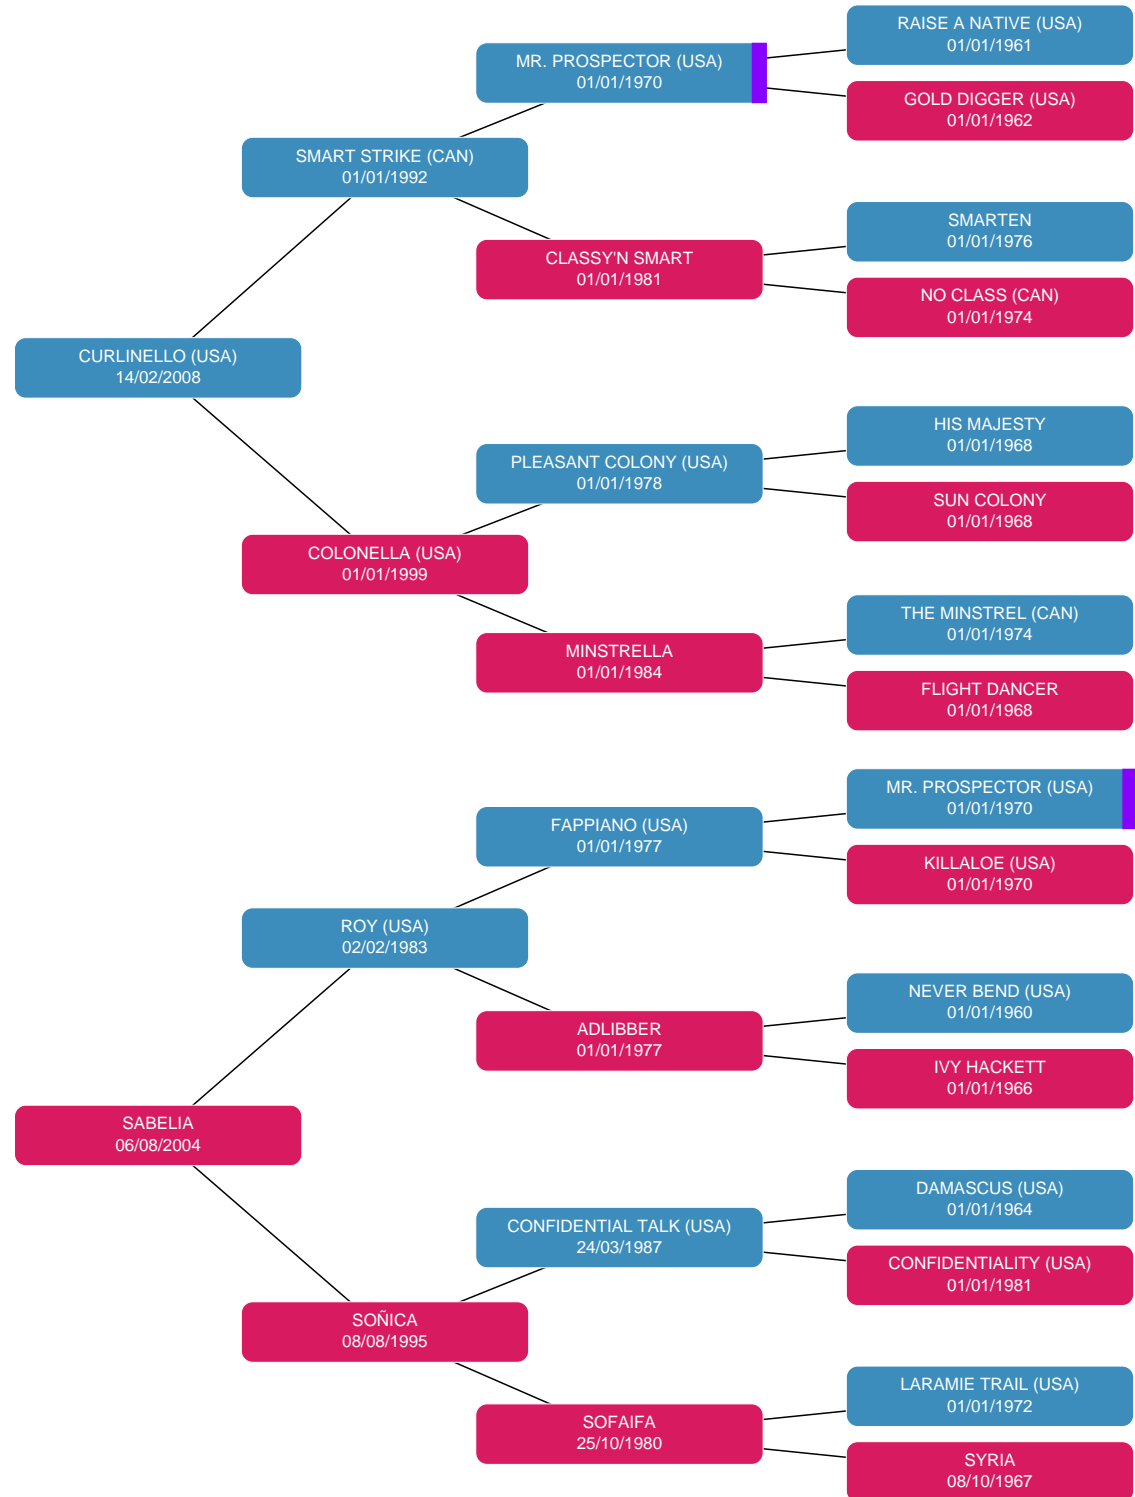 RAISE A NATIVE (USA)
01/01/1961
MR. PROSPECTOR (USA)
01/01/1970
GOLD DIGGER (USA)
01/01/1962
SMART STRIKE (CAN)
01/01/1992
SMARTEN
01/01/1976
CLASSY'N SMART
01/01/1981
NO CLASS (CAN)
01/01/1974
CURLINELLO (USA)
14/02/2008
HIS MAJESTY
01/01/1968
PLEASANT COLONY (USA)
01/01/1978
SUN COLONY
01/01/1968
COLONELLA (USA)
01/01/1999
THE MINSTREL (CAN)
01/01/1974
MINSTRELLA
01/01/1984
FLIGHT DANCER
01/01/1968
MR. PROSPECTOR (USA)
01/01/1970
FAPPIANO (USA)
01/01/1977
KILLALOE (USA)
01/01/1970
ROY (USA)
02/02/1983
NEVER BEND (USA)
01/01/1960
ADLIBBER
01/01/1977
IVY HACKETT
01/01/1966
SABELIA
06/08/2004
DAMASCUS (USA)
01/01/1964
CONFIDENTIAL TALK (USA)
24/03/1987
CONFIDENTIALITY (USA)
01/01/1981
SOÑICA
08/08/1995
LARAMIE TRAIL (USA)
01/01/1972
SOFAIFA
25/10/1980
SYRIA
08/10/1967